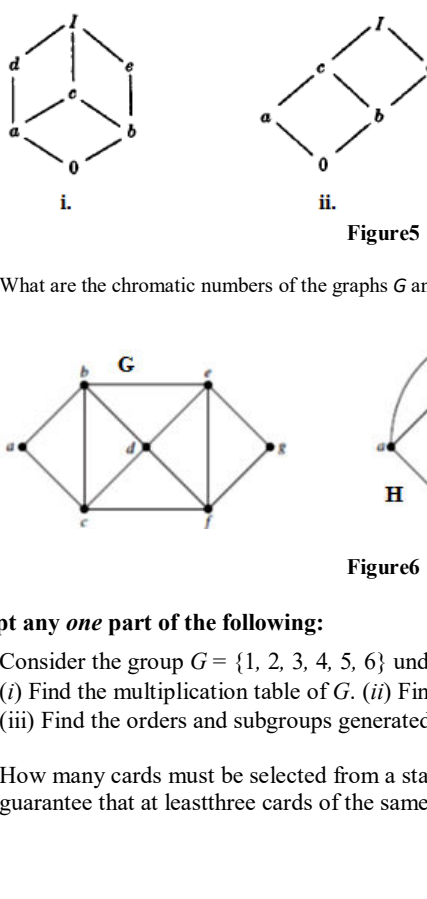 I
d
e
c
a
b
0
i.
I
c
a
b
0
ii.
Figure5
What are the chromatic numbers of the graphs G an
G
b
e
a
d
g
c
f
a
H
Figure6
pt any one part of the following:
Consider the group G = {1, 2, 3, 4, 5, 6} und
(i) Find the multiplication table of G. (ii) Fin
(iii) Find the orders and subgroups generated
How many cards must be selected from a sta
guarantee that at leastthree cards of the same